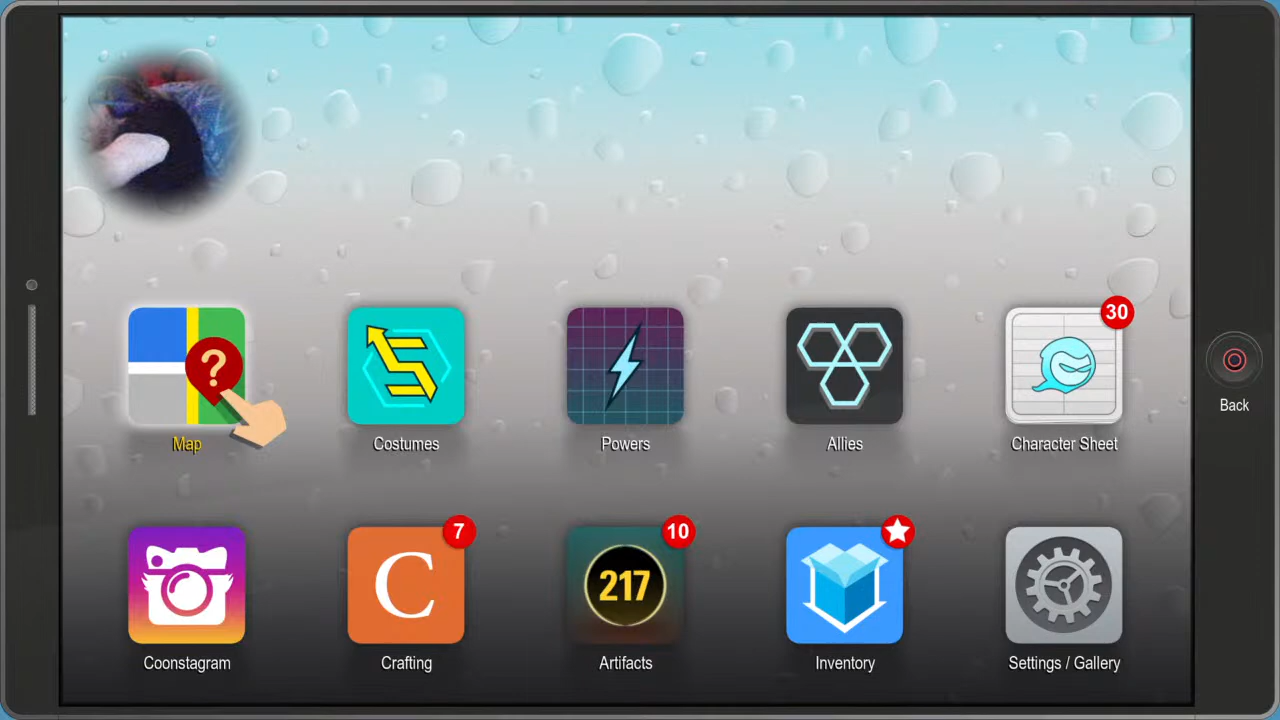 30
?
Back
Map
Costumes
Powers
Allies
Character Sheet
7
10
C
217
Coonstagram
Crafting
Artifacts
Inventory
Settings / Gallery